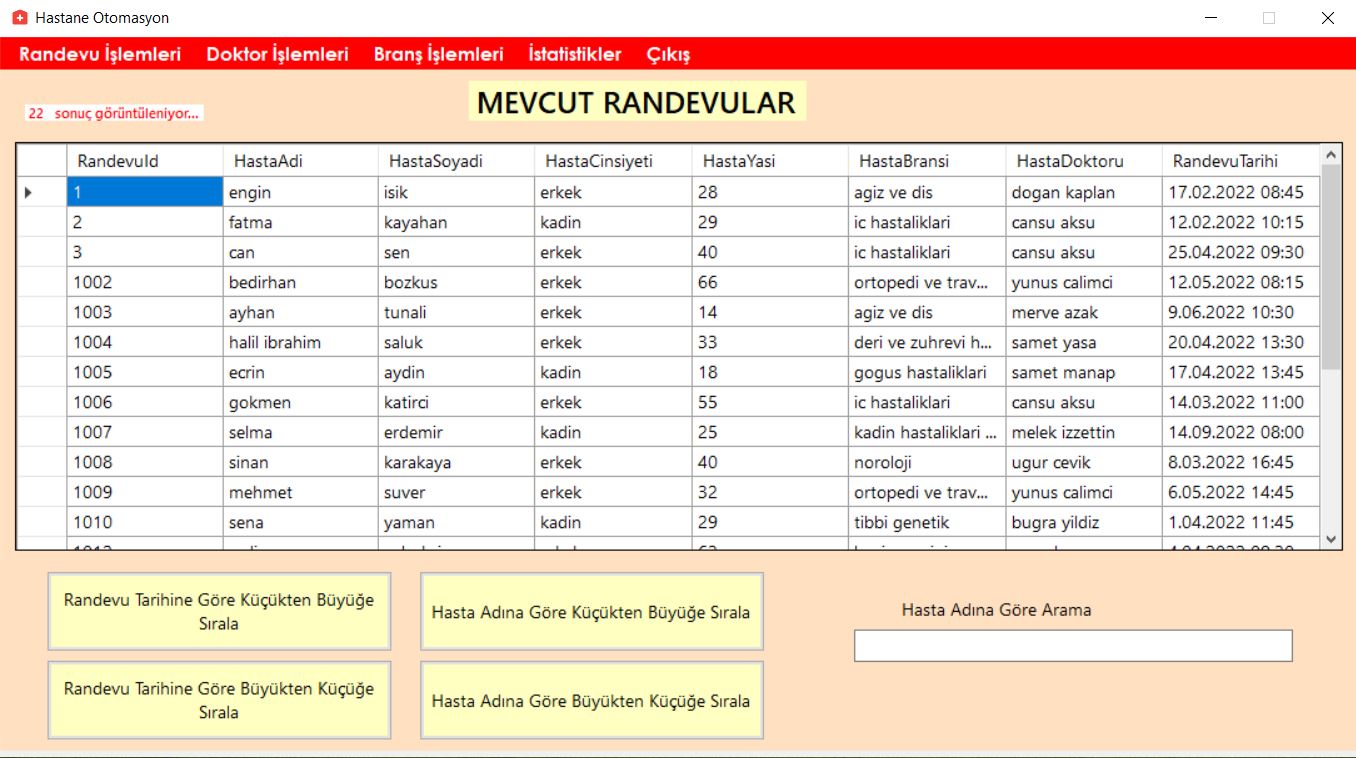 Hastane Otomasyon
Randevu İşlemleri Doktor İşlemleri Branş İşlemleri İstatistikler Çıkış
MEVCUT RANDEVULAR
22 sonuç görüntüleniyor...
RandevuId HastaAdi HastaSoyadi HastaCinsiyeti HastaYasi HastaBransi HastaDoktoru RandevuTarihi
1 engin isik erkek 28 agiz ve dis dogan kaplan 17.02.2022 08:45
2 fatma kayahan kadin 29 ic hastaliklari cansu aksu 12.02.2022 10:15
3 can sen erkek 40 ic hastaliklari cansu aksu 25.04.2022 09:30
1002 bedirhan bozkus erkek 66 ortopedi ve trav... yunus calimci 12.05.2022 08:15
1003 ayhan tunali erkek 14 agiz ve dis merve azak 9.06.2022 10:30
1004 halil ibrahim saluk erkek 33 deri ve zuhrevi h... samet yasa 20.04.2022 13:30
1005 ecrin aydin kadin 18 gogus hastaliklari samet manap 17.04.2022 13:45
1006 gokmen katirci erkek 55 ic hastaliklari cansu aksu 14.03.2022 11:00
1007 selma erdemir kadin 25 kadin hastaliklari ... melek izzettin 14.09.2022 08:00
1008 sinan karakaya erkek 40 noroloji ugur cevik 8.03.2022 16:45
1009 mehmet suver erkek 32 ortopedi ve trav... yunus calimci 6.05.2022 14:45
1010 sena yaman kadin 29 tibbi genetik bugra yildiz 1.04.2022 11:45
Randevu Tarihine Göre Küçükten Büyüğe
Sırala
Hasta Adına Göre Küçükten Büyüğe Sırala
Hasta Adına Göre Arama
Randevu Tarihine Göre Büyükten Küçüğe
Sırala
Hasta Adına Göre Büyükten Küçüğe Sırala